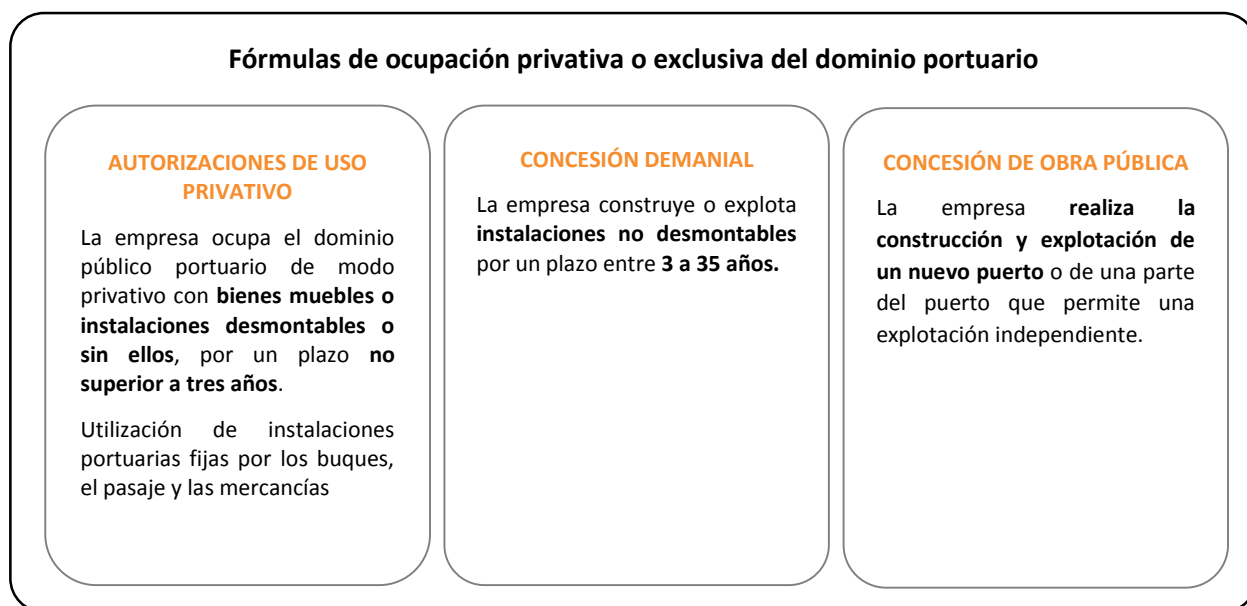 Fórmulas de ocupación privativa o exclusiva del dominio portuario
AUTORIZACIONES DE USO
PRIVATIVO
La empresa ocupa el dominio
público portuario de modo
privativo con bienes muebles o
instalaciones desmontables o
sin ellos, por un plazo no
superior a tres años.
Utilización de instalaciones
portuarias fijas por los buques,
el pasaje y las mercancías
CONCESIÓN DEMANIAL
La empresa construye o explota
instalaciones no desmontables
por un plazo entre 3 a 35 años.
CONCESIÓN DE OBRA PÚBLICA
La empresa realiza la
construcción y explotación de
un nuevo puerto o de una parte
del puerto que permite una
explotación independiente.